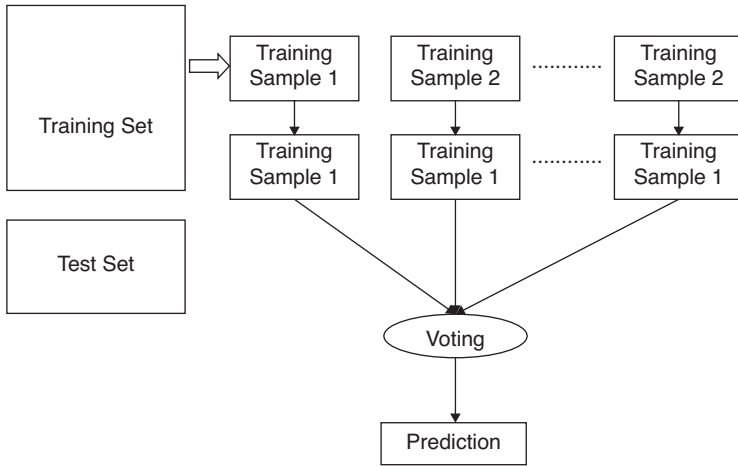 Training Set
Training
Sample 1
Training
Sample 2
............
Training
Sample 2
Training
Sample 1
Training
Sample 1
............
Training
Sample 1
Test Set
Voting
Prediction